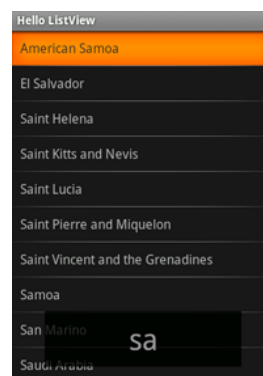 Hello ListView
American Samoa
El Salvador
Saint Helena
Saint Kitts and Nevis
Saint Lucia
Saint Pierre and Miquelon
Saint Vincent and the Grenadines
Samoa
San Marino
sa
Saudi Arabia